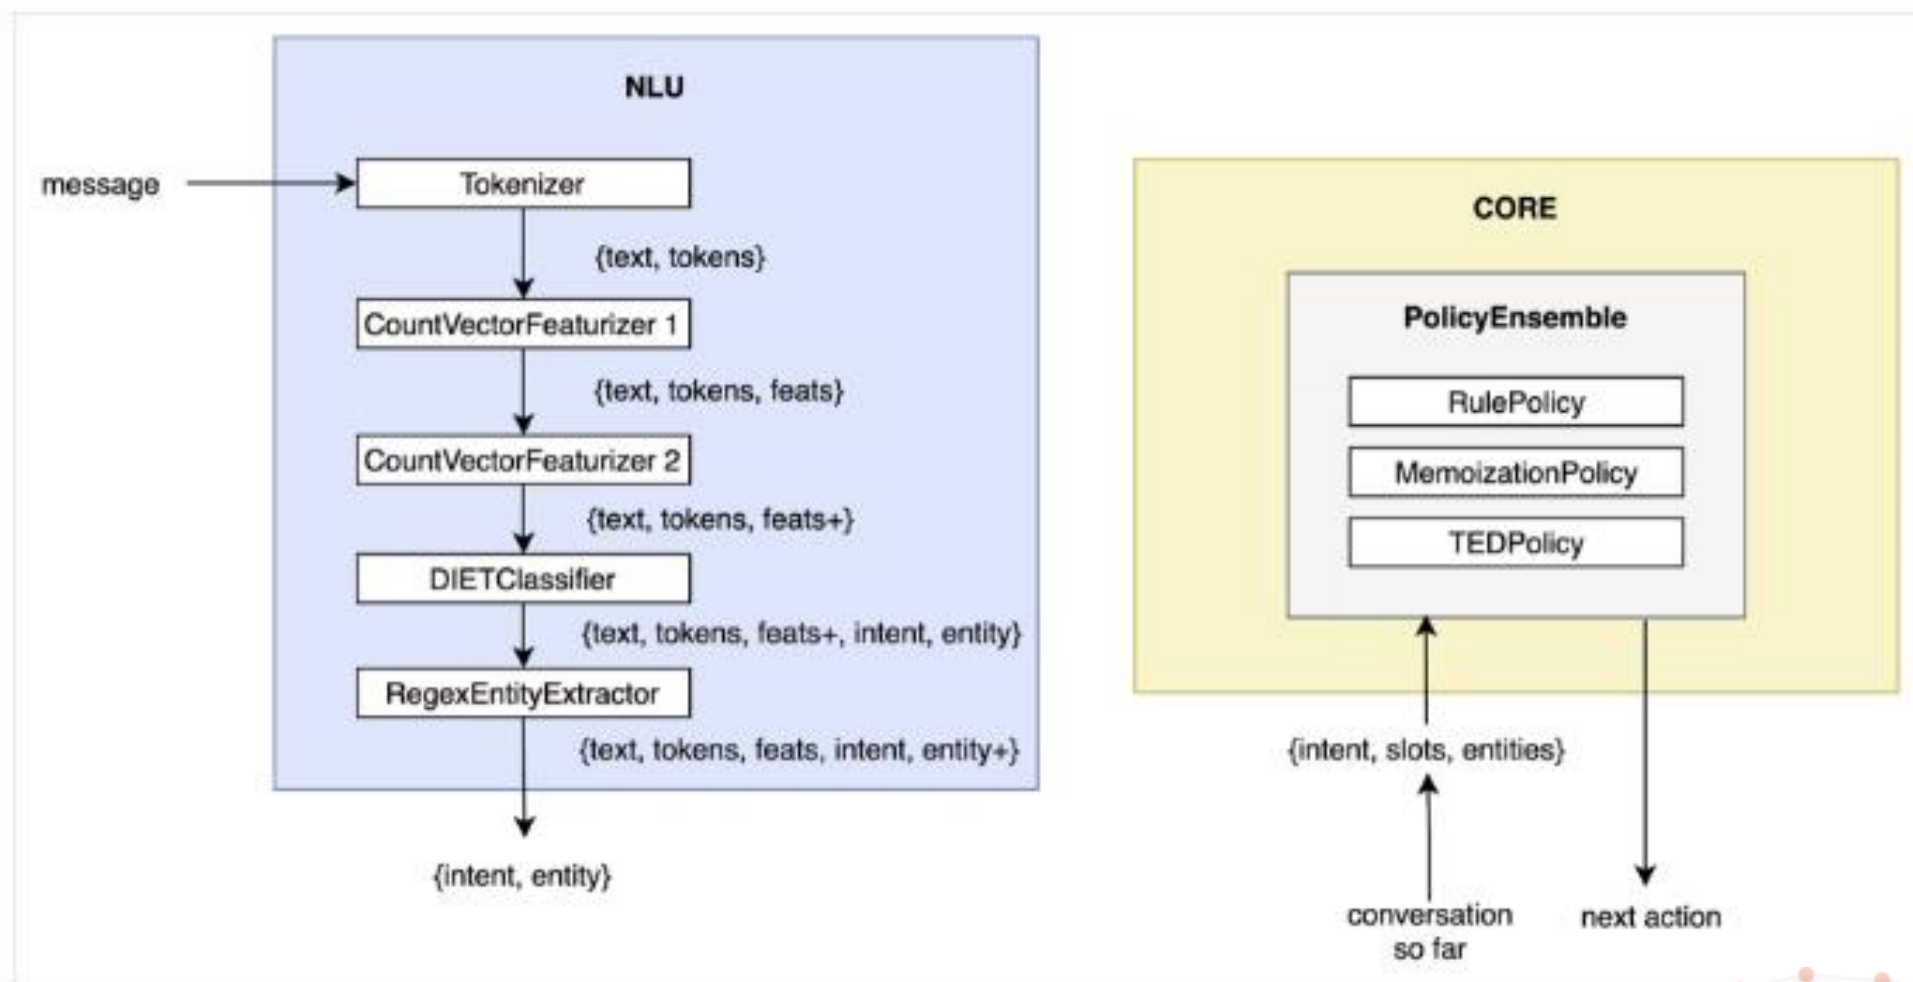 NLU
message
Tokenizer
{text, tokens}
CountVectorFeaturizer 1
{text, tokens, feats}
CountVectorFeaturizer 2
{text, tokens, feats+}
DIETClassifier
{text, tokens, feats+, intent, entity}
RegexEntityExtractor
{text, tokens, feats, intent, entity+}
{intent, entity}
CORE
PolicyEnsemble
RulePolicy
MemoizationPolicy
TEDPolicy
{intent, slots, entities}
conversation
so far
next action